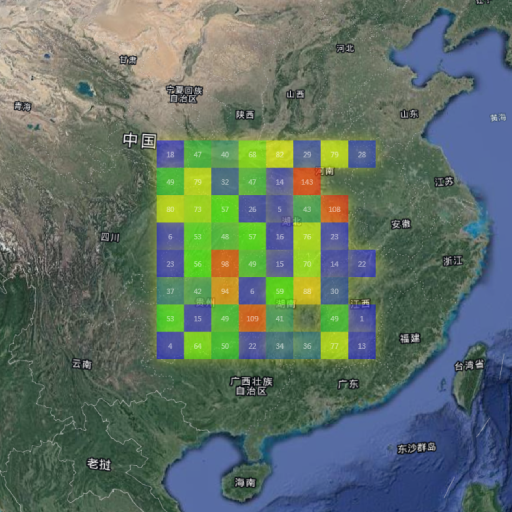 河北
甘肃
宁夏回族
自治区
山西
青海
陕西
山东
黄海
中国
18 47 40 68 82 29 79 28
49 79 32 47 14 143
河南
江苏
80 73 57 26 5 43 108
湖北
安徽
四川
6 53 48 57 16 76 23
浙江
23 56 98 49 15 70 14 22
37 42 94 6 59 88 30
贵州
湖南
江西
53 15 49 109 41 49 1
福建
4 64 50 22 34 36 77 13
云南
台湾省
广西壮族
自治区
广东
东沙群岛
老挝
海南